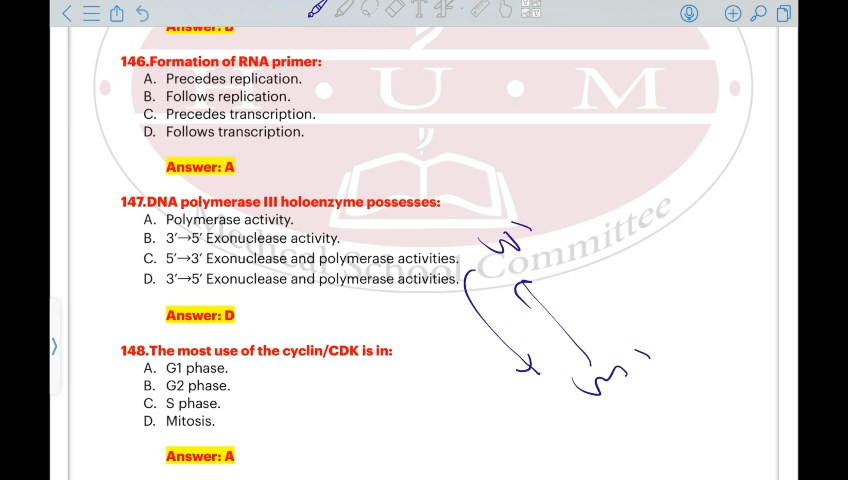 Answer: B
146.Formation of RNA primer:
A. Precedes replication.
B. Follows replication.
C. Precedes transcription.
D. Follows transcription.
Answer: A
147.DNA polymerase III holoenzyme possesses:
A. Polymerase activity.
B. 3′→5′ Exonuclease activity.
C. 5′→3′ Exonuclease and polymerase activities.
D. 3′→5′ Exonuclease and polymerase activities.
Answer: D
148.The most use of the cyclin/CDK is in:
A. G1 phase.
B. G2 phase.
C. S phase.
D. Mitosis.
Answer: A
H • U • M
Medical School Committee